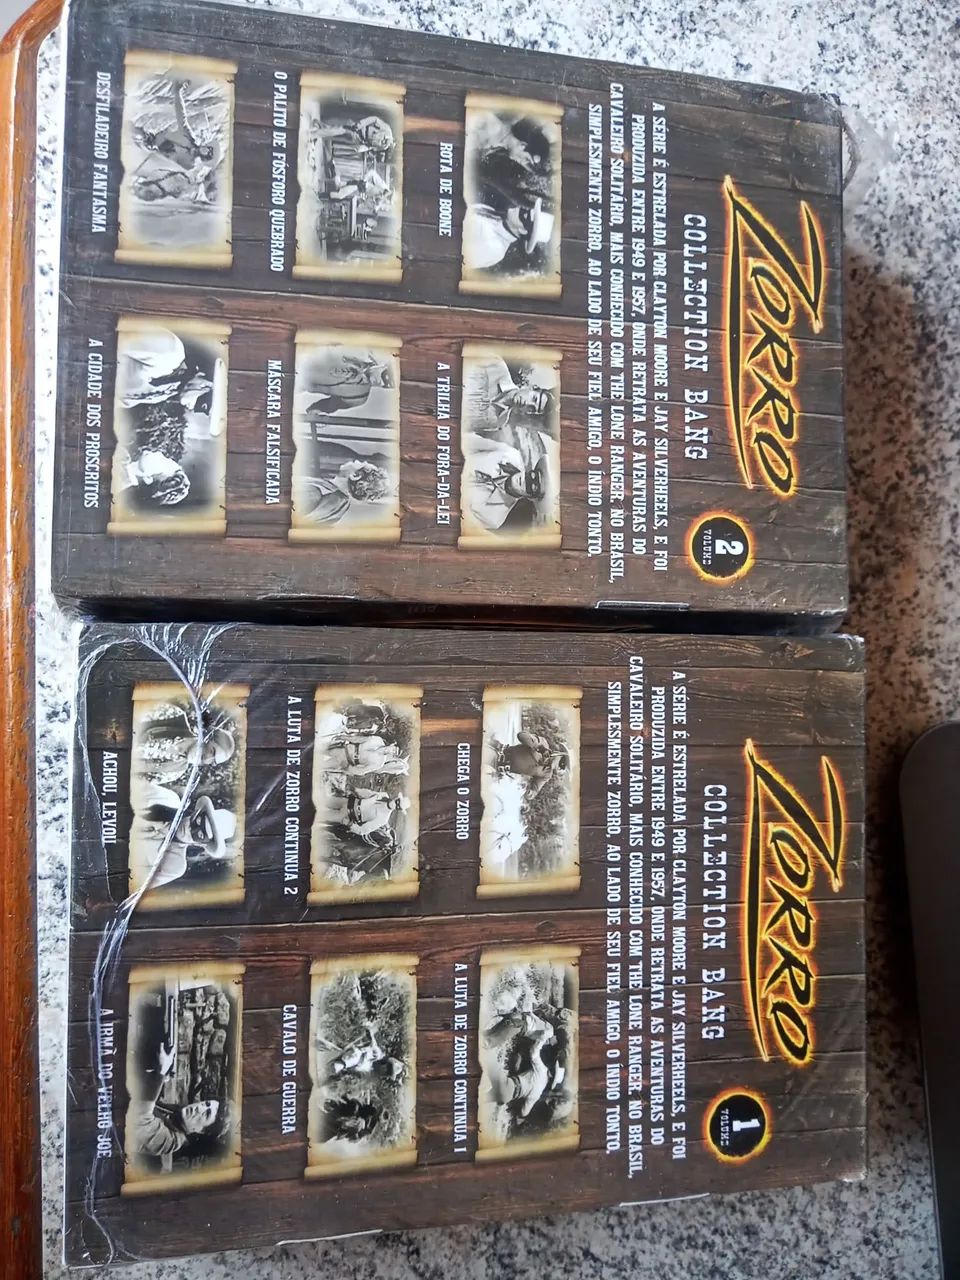 ZORRO
COLLECTION BANG
2
VOLUME
A SÉRIE É ESTRELADA POR CLAYTON MOORE E JAY SILVERHEELS, E FOI
PRODUZIDA ENTRE 1949 E 1957, ONDE RETRATA AS AVENTURAS DO
CAVALEIRO SOLITÁRIO, MAIS CONHECIDO COM THE LONE RANGER. NO BRASIL,
SIMPLESMENTE ZORRO, AO LADO DE SEU FIEL AMIGO, O ÍNDIO TONTO.
ROTA DE BOONE
A TRILHA DO FORA-DA-LEI
O PALITO DE FÓSFORO QUEBRADO
MÁSCARA FALSIFICADA
DESFILADEIRO FANTASMA
A CIDADE DOS PROSCRITOS
ZORRO
COLLECTION BANG
1
VOLUME
A SÉRIE É ESTRELADA POR CLAYTON MOORE E JAY SILVERHEELS, E FOI
PRODUZIDA ENTRE 1949 E 1957, ONDE RETRATA AS AVENTURAS DO
CAVALEIRO SOLITÁRIO, MAIS CONHECIDO COM THE LONE RANGER. NO BRASIL,
SIMPLESMENTE ZORRO, AO LADO DE SEU FIEL AMIGO, O ÍNDIO TONTO.
CHEGA O ZORRO
A LUTA DE ZORRO CONTINUA 1
A LUTA DE ZORRO CONTINUA 2
CAVALO DE GUERRA
ACHOU, LEVOU
A IRMÀ DO VELHO JOE